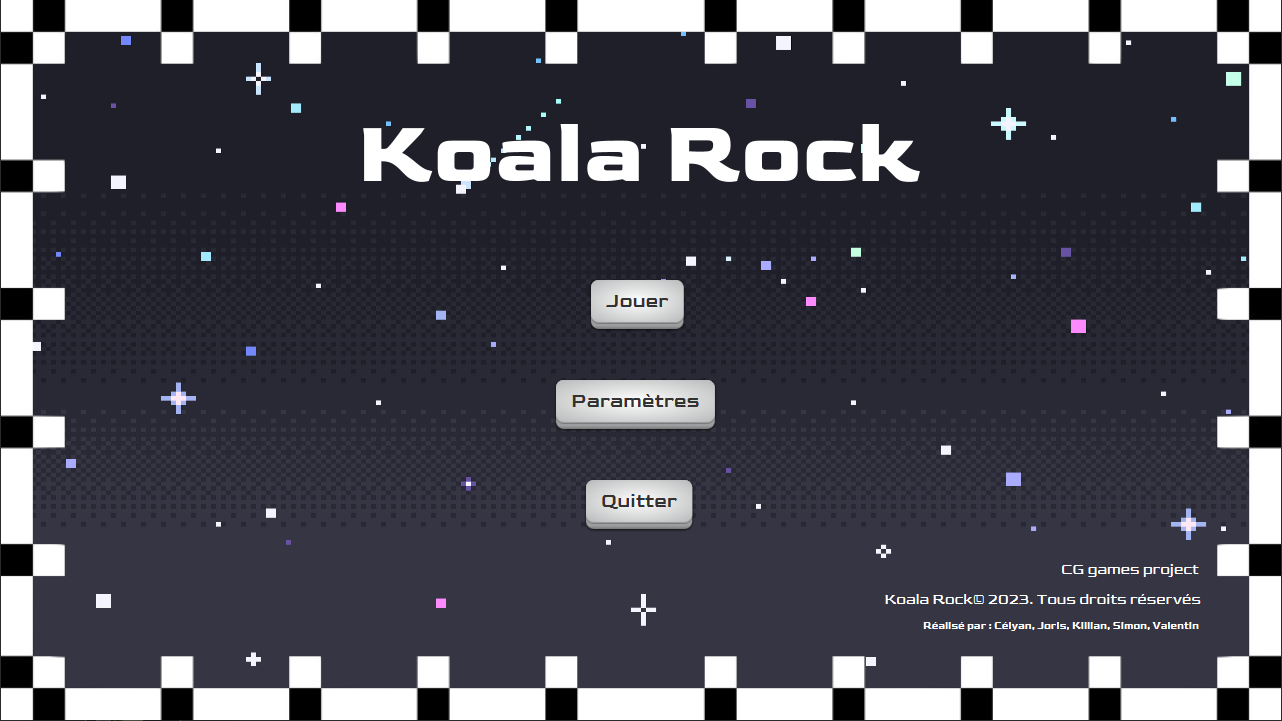 Koala Rock
Jouer
Paramètres
Quitter
CG games project
Koala Rock© 2023. Tous droits réservés
Réalisé par : Célyan, Joris, Killian, Simon, Valentin